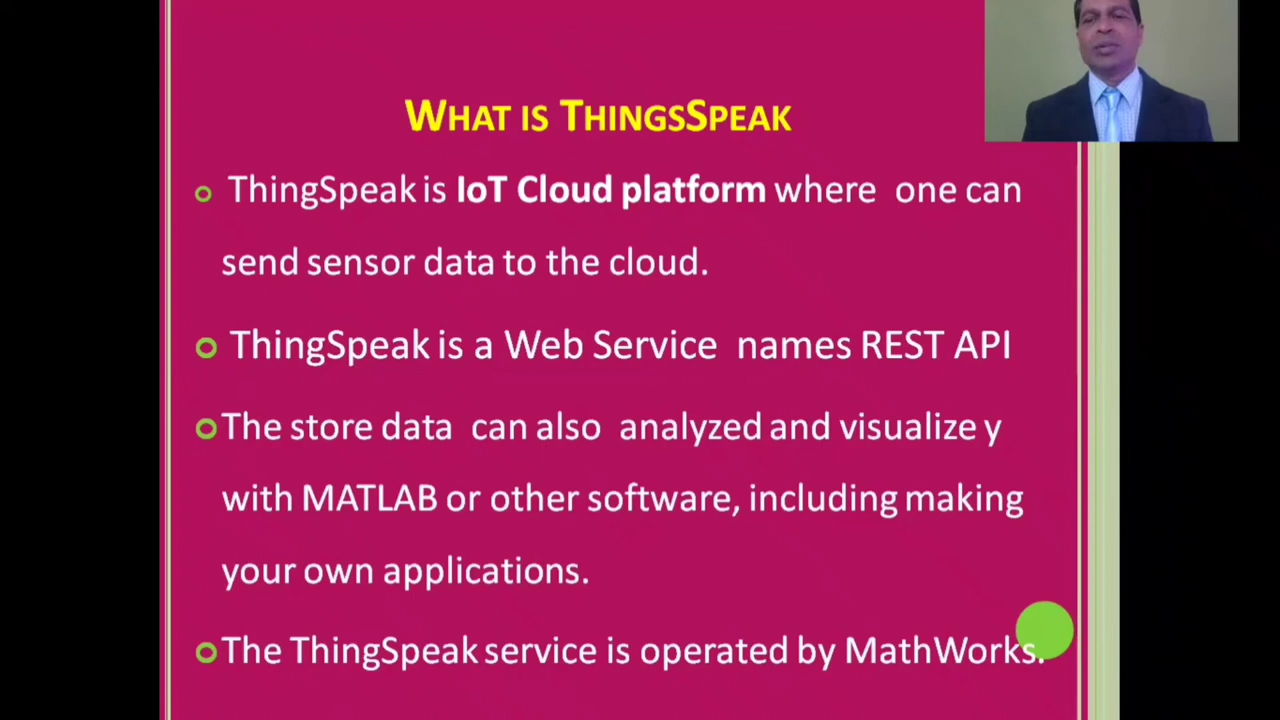 WHAT IS THINGSSPEAK
ThingSpeak is IoT Cloud platform where one can
send sensor data to the cloud.
ThingSpeak is a Web Service names REST API
The store data can also analyzed and visualize y
with MATLAB or other software, including making
your own applications.
The ThingSpeak service is operated by MathWorks.